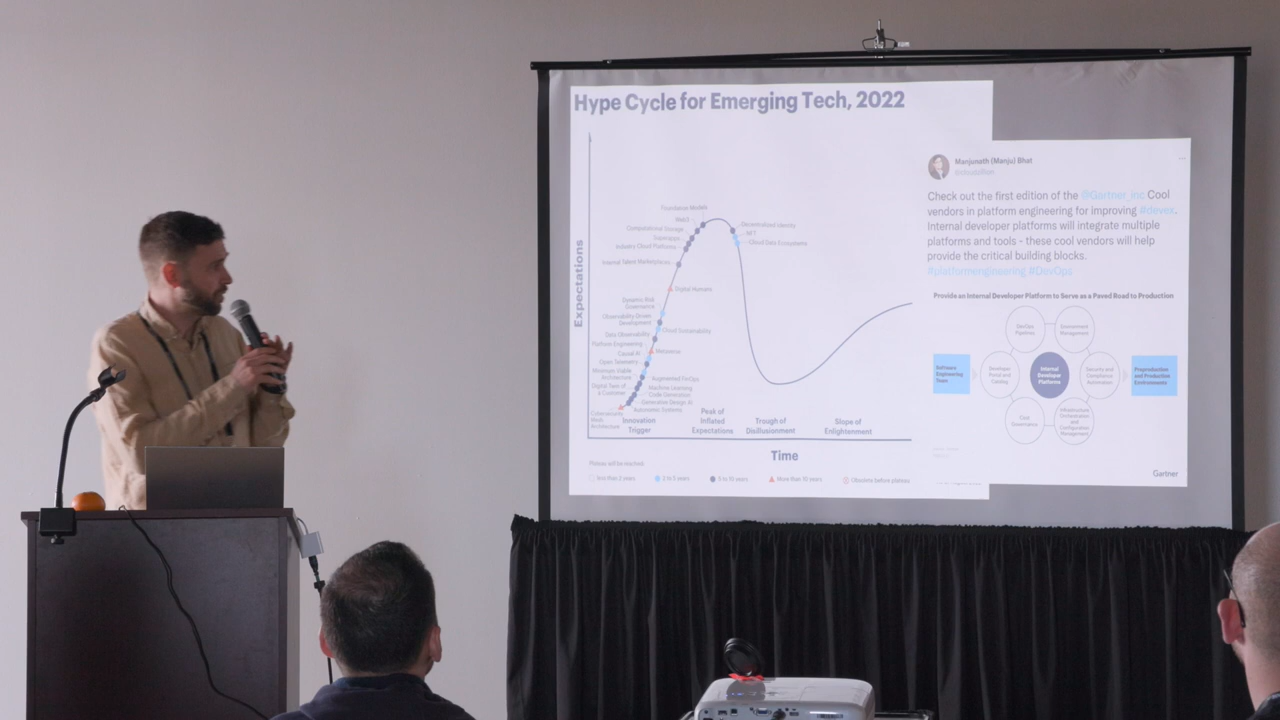 Hype Cycle for Emerging Tech, 2022
Expectations
Foundation Models
Web3
Computational Storage
Superapps
Industry Cloud Platforms
Internal Talent Marketplaces
Digital Humans
Dynamic Risk
Governance
Observability-Driven
Development
Data Observability
Cloud Sustainability
Platform Engineering
Metaverse
Causal AI
Open Telemetry
Minimum Viable
Architecture
Augmented FinOps
Digital Twin of
a Customer
Machine Learning
Code Generation
Generative Design AI
Autonomous Systems
Cybersecurity
Mesh
Architecture
Decentralized Identity
NFT
Cloud Data Ecosystems
Innovation
Trigger
Peak of
Inflated
Expectations
Trough of
Disillusionment
Slope of
Enlightenment
Time
Plateau will be reached:
less than 2 years
2 to 5 years
5 to 10 years
More than 10 years
Obsolete before plateau
Manjunath (Manju) Bhat
Check out the first edition of the @Gartner_inc Cool
vendors in platform engineering for improving #devex.
Internal developer platforms will integrate multiple
platforms and tools - these cool vendors will help
provide the critical building blocks.
#platformengineering #DevOps
Provide an Internal Developer Platform to Serve as a Paved Road to Production
DevOps
Pipelines
Environment
Management
Software
Engineering
Team
Developer
Portal and
Catalog
Internal
Developer
Platforms
Security and
Compliance
Automation
Preproduction
and Production
Environments
Cost
Governance
Infrastructure
Orchestration
and
Configuration
Management
Gartner